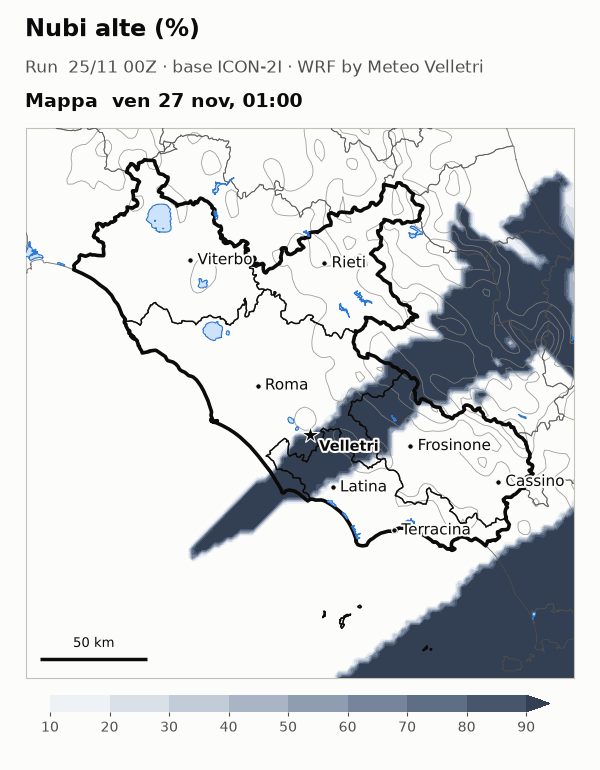 Nubi alte (%)
Run 25/11 00Z · base ICON-2I · WRF by Meteo Velletri
Mappa ven 27 nov, 01:00
Viterbo
Rieti
Roma
Velletri
Frosinone
Latina
Cassino
Terracina
50 km
10 20 30 40 50 60 70 80 90